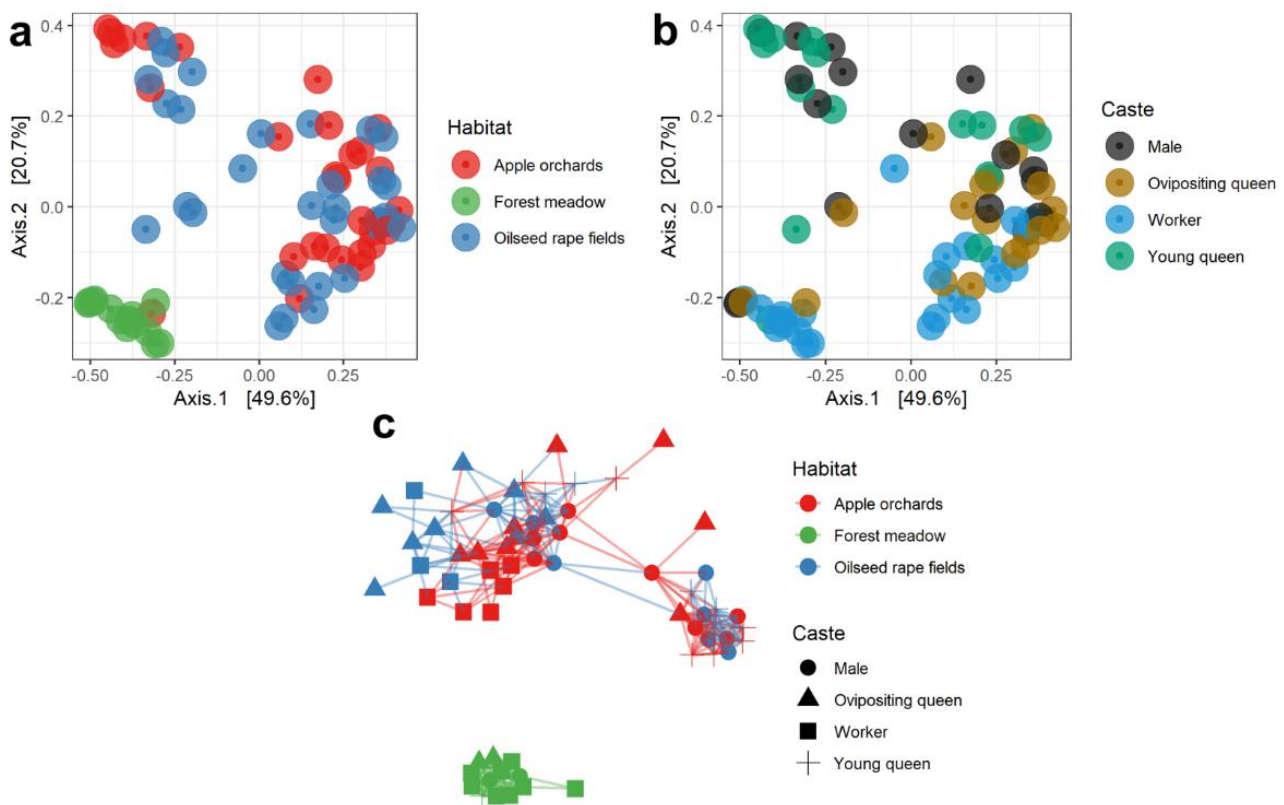 a
0.4
0.2
0.0
-0.2
Axis.2 [20.7%]
-0.50
-0.25
0.00
0.25
Axis.1 [49.6%]
Habitat
Apple orchards
Forest meadow
Oilseed rape fields
b
0.4
0.2
0.0
-0.2
Axis.2 [20.7%]
-0.50
-0.25
0.00
0.25
Axis.1 [49.6%]
Caste
Male
Ovipositing queen
Worker
Young queen
c
Habitat
Apple orchards
Forest meadow
Oilseed rape fields
Caste
Male
Ovipositing queen
Worker
Young queen